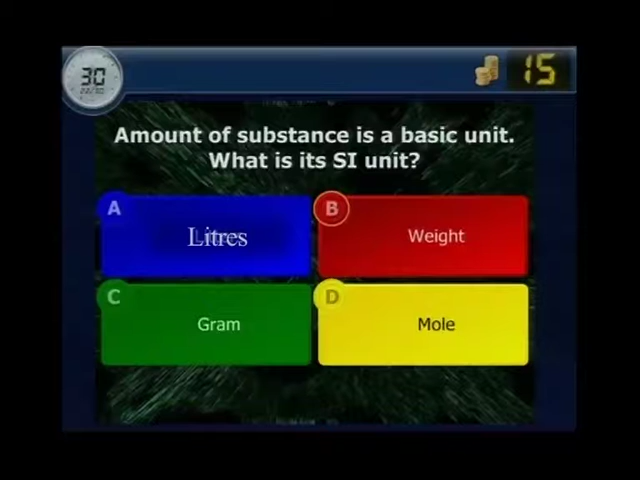 30
15
Amount of substance is a basic unit.
What is its SI unit?
A
Litres
B
Weight
C
Gram
D
Mole